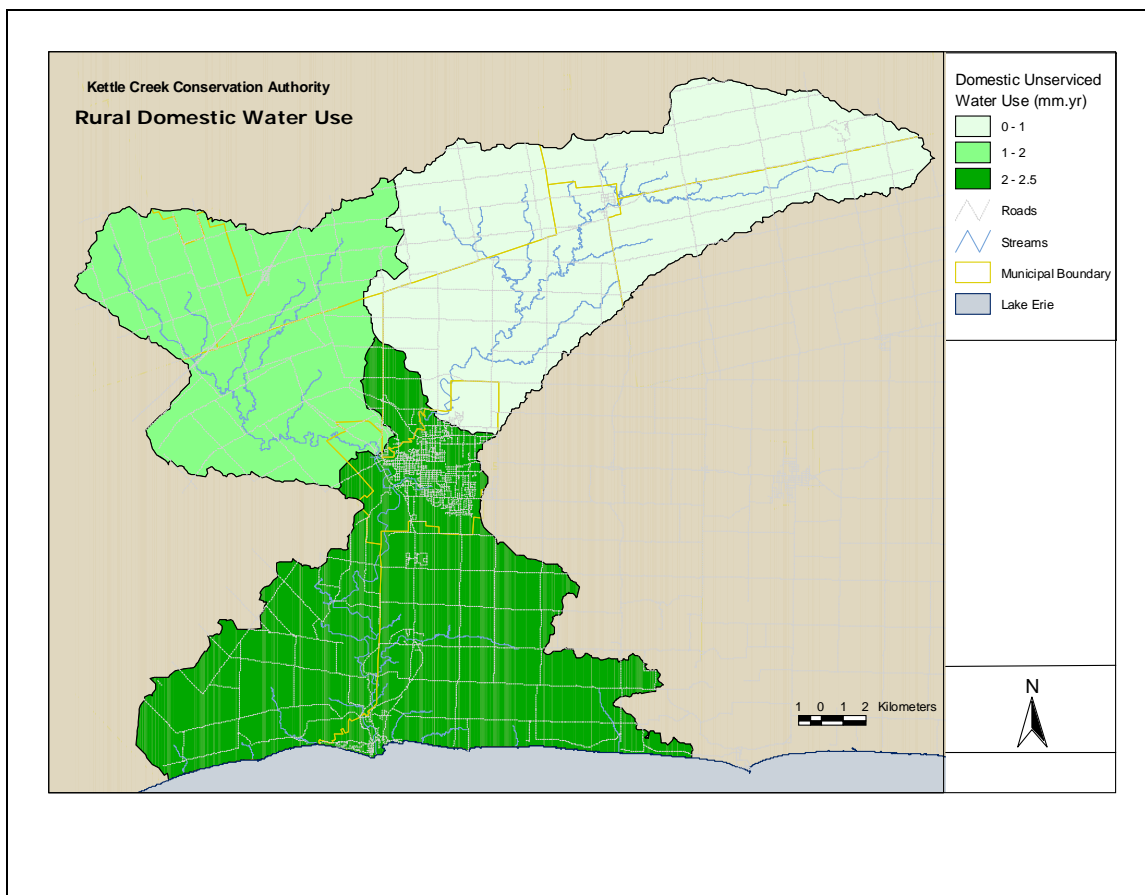 Kettle Creek Conservation Authority
Rural Domestic Water Use
Domestic Unserviced
Water Use (mm.yr)
0 - 1
1 - 2
2 - 2.5
Roads
Streams
Municipal Boundary
Lake Erie
1 0 1 2 Kilometers
N